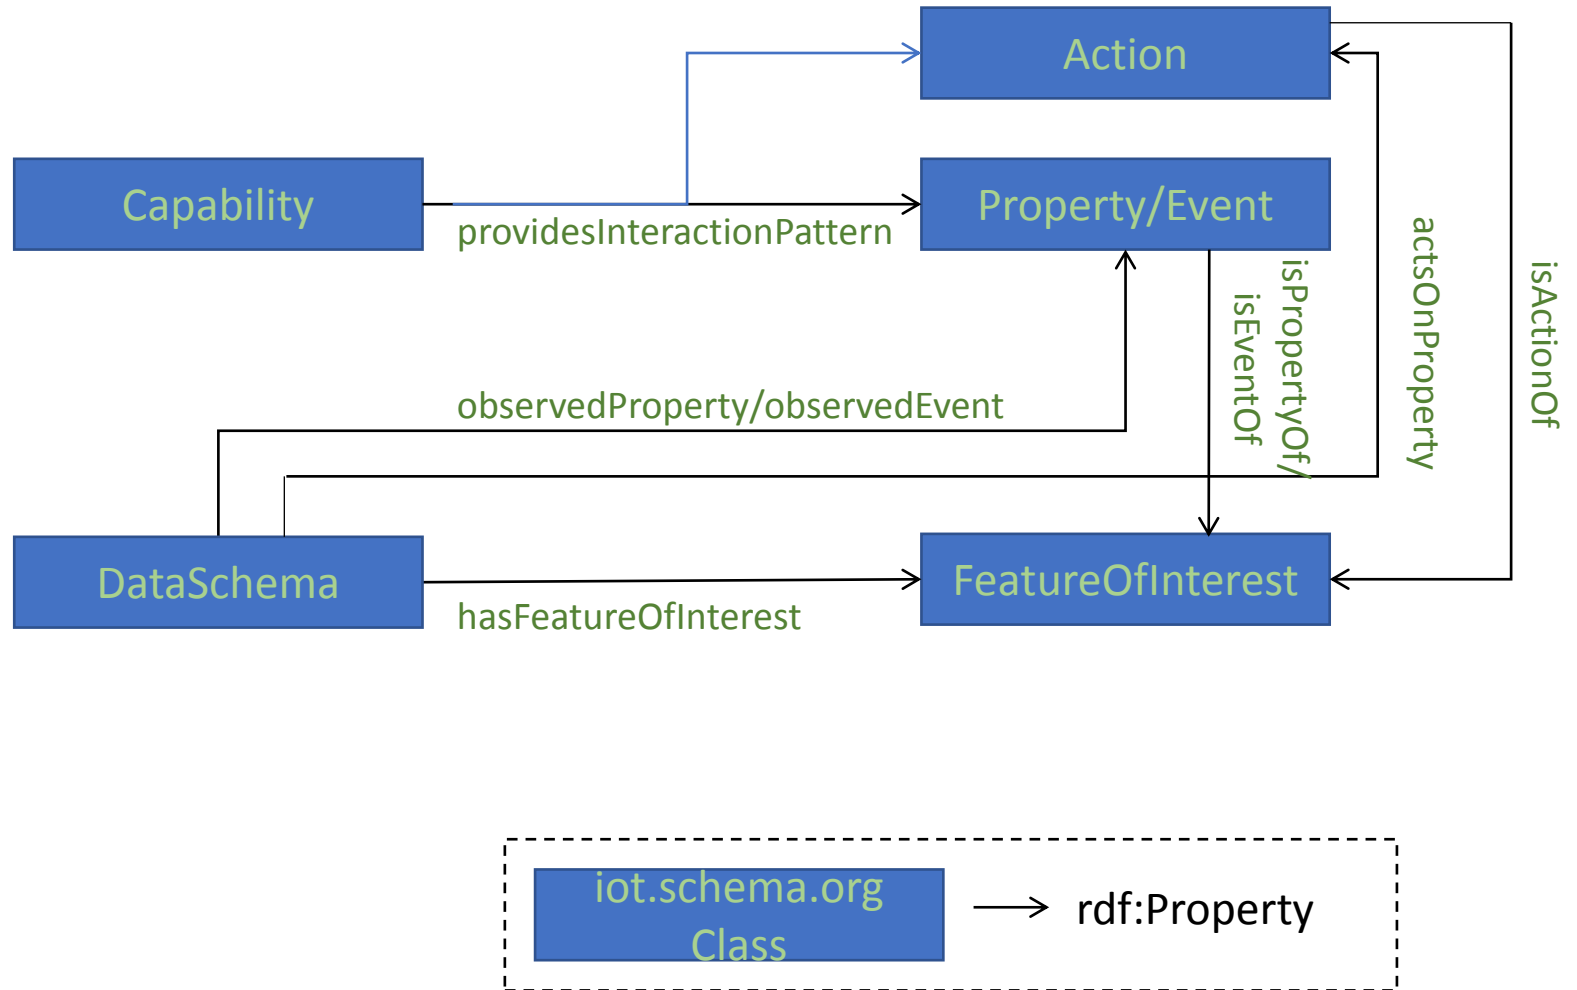 Action
Capability
Property/Event
providesInteractionPattern
isPropertyOf/
isEventOf
actsOnProperty
isActionOf
observedProperty/observedEvent
DataSchema
FeatureOfInterest
hasFeatureOfInterest
iot.schema.org
Class
rdf:Property